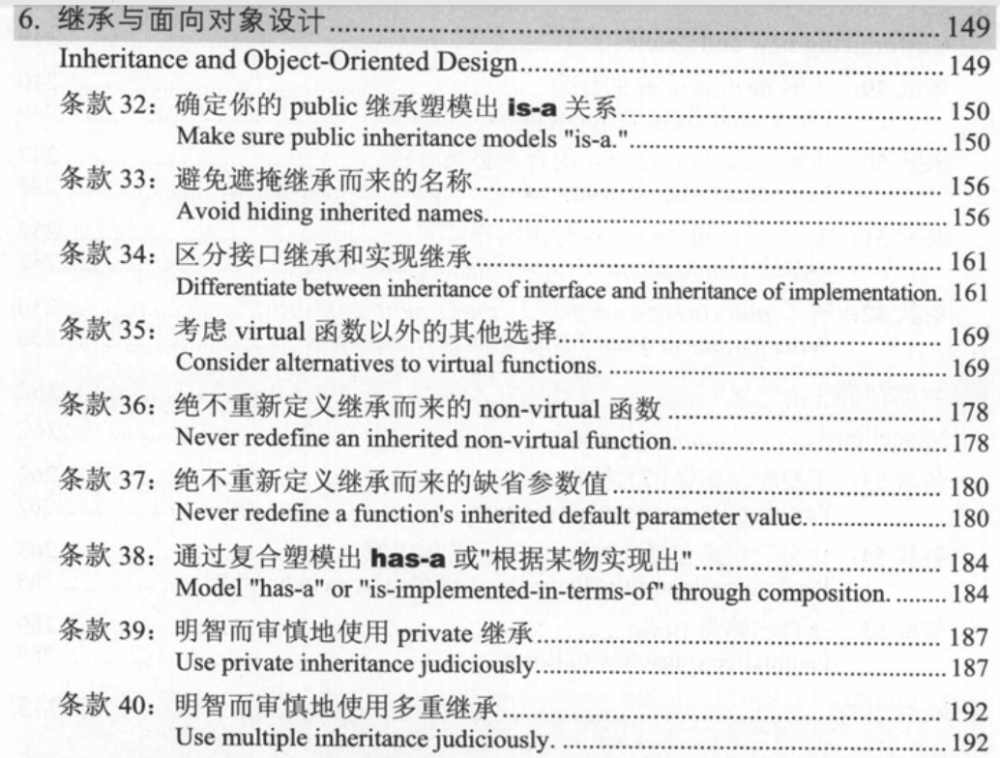 6. 继承与面向对象设计........................................149
Inheritance and Object-Oriented Design........................................149
条款 32: 确定你的 public 继承塑模出 is-a 关系........................................150
Make sure public inheritance models "is-a."........................................150
条款 33: 避免遮掩继承而来的名称........................................156
Avoid hiding inherited names........................................156
条款 34: 区分接口继承和实现继承........................................161
Differentiate between inheritance of interface and inheritance of implementation. 161
条款 35: 考虑 virtual 函数以外的其他选择........................................169
Consider alternatives to virtual functions. ........................................169
条款 36: 绝不重新定义继承而来的 non-virtual 函数........................................178
Never redefine an inherited non-virtual function........................................178
条款 37: 绝不重新定义继承而来的缺省参数值........................................180
Never redefine a function's inherited default parameter value........................180
条款 38: 通过复合塑模出 has-a 或"根据某物实现出"........................................184
Model "has-a" or "is-implemented-in-terms-of" through composition. ........184
条款 39: 明智而审慎地使用 private 继承........................................187
Use private inheritance judiciously........................................187
条款 40: 明智而审慎地使用多重继承........................................192
Use multiple inheritance judiciously........................................192